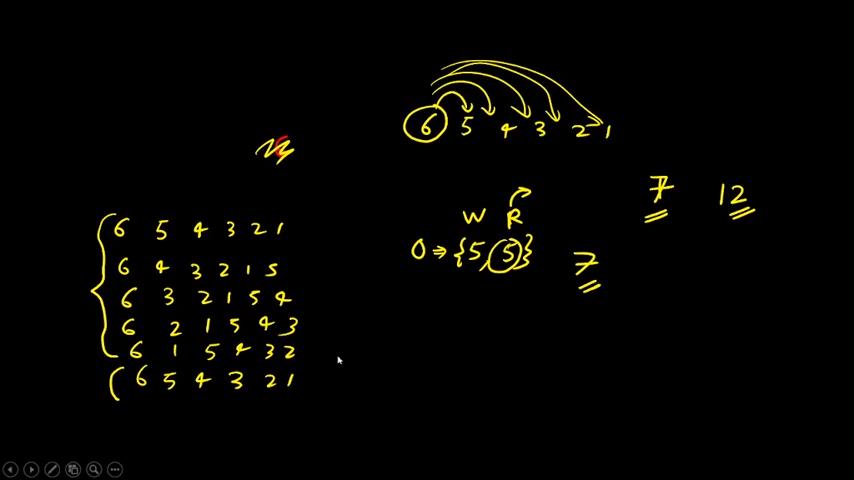 6 5 4 3 2 1
7 12
W R
0 ⇒ {5, 5}
7
6 5 4 3 2 1
6 4 3 2 1 5
6 3 2 1 5 4
6 2 1 5 4 3
6 1 5 4 3 2
6 5 4 3 2 1